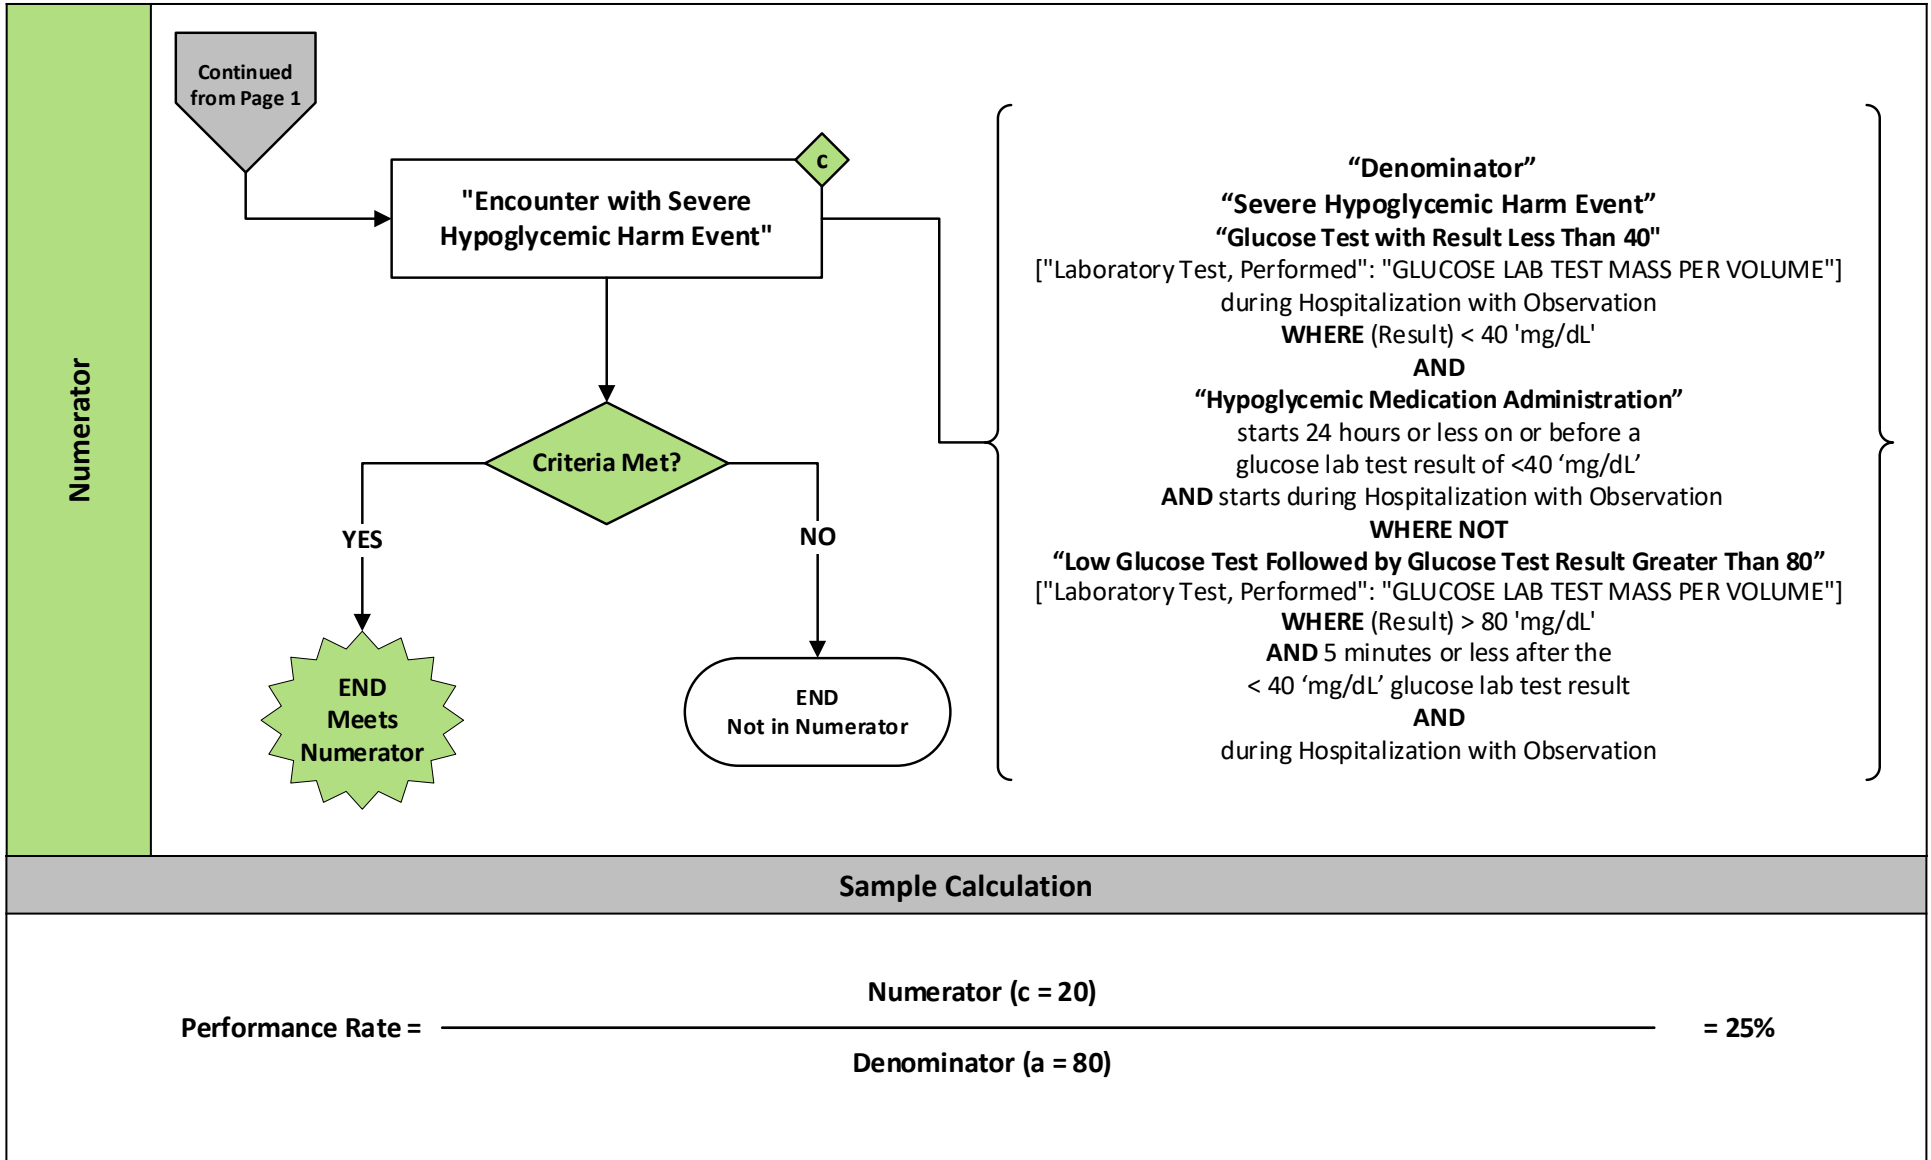 Numerator
Continued
from Page 1
c
"Encounter with Severe
Hypoglycemic Harm Event"
Criteria Met?
YES
NO
END
Meets
Numerator
END
Not in Numerator
“Denominator”
“Severe Hypoglycemic Harm Event”
“Glucose Test with Result Less Than 40"
["Laboratory Test, Performed": "GLUCOSE LAB TEST MASS PER VOLUME"]
during Hospitalization with Observation
WHERE (Result) < 40 'mg/dL'
AND
“Hypoglycemic Medication Administration”
starts 24 hours or less on or before a
glucose lab test result of <40 ‘mg/dL’
AND starts during Hospitalization with Observation
WHERE NOT
“Low Glucose Test Followed by Glucose Test Result Greater Than 80”
["Laboratory Test, Performed": "GLUCOSE LAB TEST MASS PER VOLUME"]
WHERE (Result) > 80 'mg/dL'
AND 5 minutes or less after the
< 40 ‘mg/dL’ glucose lab test result
AND
during Hospitalization with Observation
Sample Calculation
Numerator (c = 20)
Performance Rate = = 25%
Denominator (a = 80)